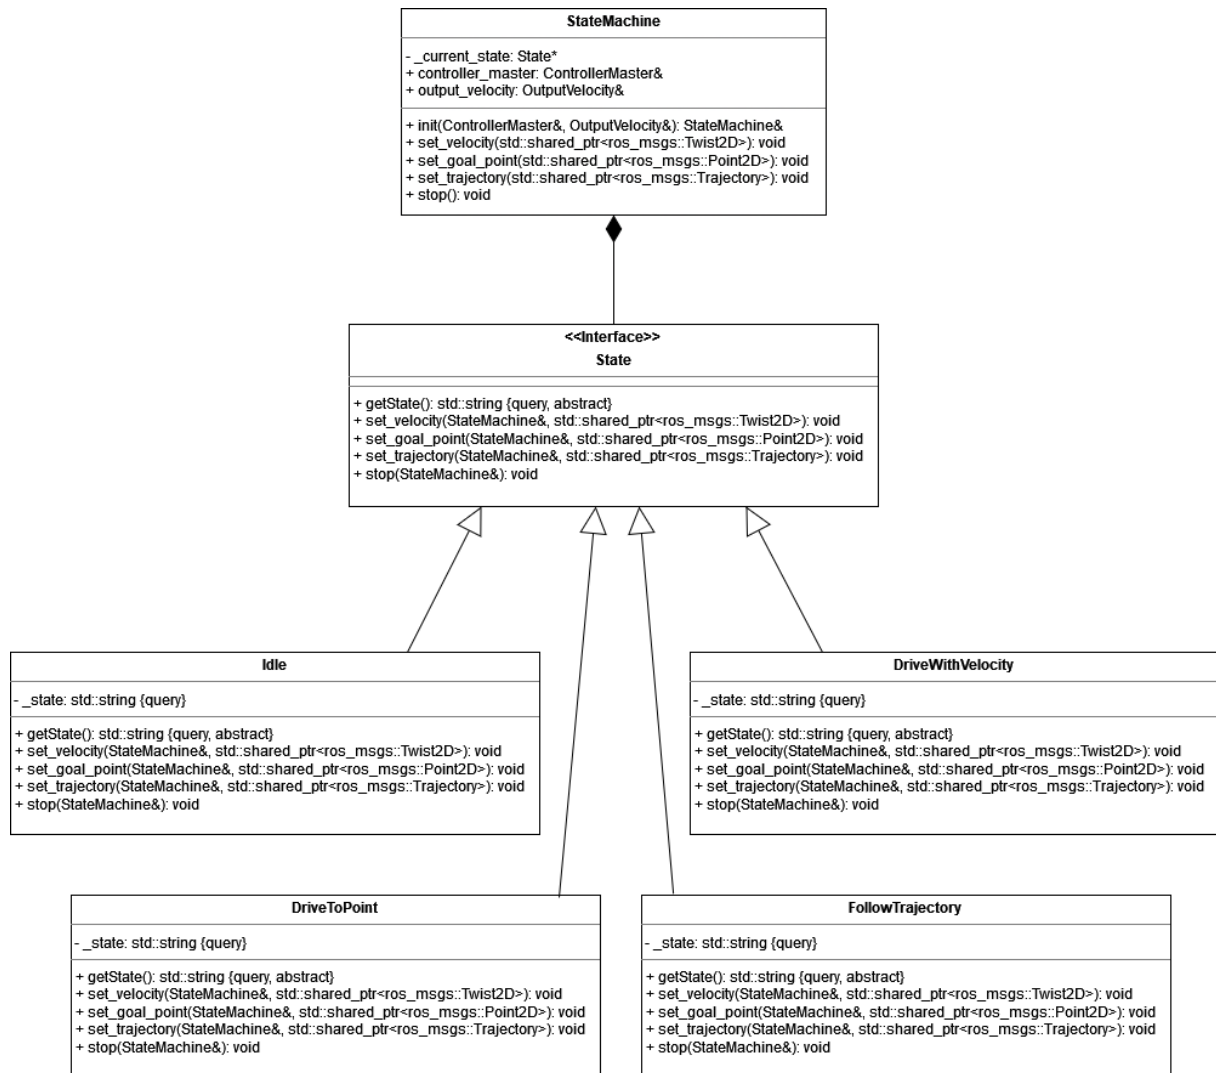 StateMachine
- _current_state: State*
+ controller_master: ControllerMaster&
+ output_velocity: OutputVelocity&
+ init(ControllerMaster&, OutputVelocity&): StateMachine&
+ set_velocity(std::shared_ptr<ros_msgs::Twist2D>): void
+ set_goal_point(std::shared_ptr<ros_msgs::Point2D>): void
+ set_trajectory(std::shared_ptr<ros_msgs::Trajectory>): void
+ stop(): void
<<Interface>>
State
+ getState(): std::string {query, abstract}
+ set_velocity(StateMachine&, std::shared_ptr<ros_msgs::Twist2D>): void
+ set_goal_point(StateMachine&, std::shared_ptr<ros_msgs::Point2D>): void
+ set_trajectory(StateMachine&, std::shared_ptr<ros_msgs::Trajectory>): void
+ stop(StateMachine&): void
Idle
- _state: std::string {query}
+ getState(): std::string {query, abstract}
+ set_velocity(StateMachine&, std::shared_ptr<ros_msgs::Twist2D>): void
+ set_goal_point(StateMachine&, std::shared_ptr<ros_msgs::Point2D>): void
+ set_trajectory(StateMachine&, std::shared_ptr<ros_msgs::Trajectory>): void
+ stop(StateMachine&): void
DriveWithVelocity
- _state: std::string {query}
+ getState(): std::string {query, abstract}
+ set_velocity(StateMachine&, std::shared_ptr<ros_msgs::Twist2D>): void
+ set_goal_point(StateMachine&, std::shared_ptr<ros_msgs::Point2D>): void
+ set_trajectory(StateMachine&, std::shared_ptr<ros_msgs::Trajectory>): void
+ stop(StateMachine&): void
DriveToPoint
- _state: std::string {query}
+ getState(): std::string {query, abstract}
+ set_velocity(StateMachine&, std::shared_ptr<ros_msgs::Twist2D>): void
+ set_goal_point(StateMachine&, std::shared_ptr<ros_msgs::Point2D>): void
+ set_trajectory(StateMachine&, std::shared_ptr<ros_msgs::Trajectory>): void
+ stop(StateMachine&): void
FollowTrajectory
- _state: std::string {query}
+ getState(): std::string {query, abstract}
+ set_velocity(StateMachine&, std::shared_ptr<ros_msgs::Twist2D>): void
+ set_goal_point(StateMachine&, std::shared_ptr<ros_msgs::Point2D>): void
+ set_trajectory(StateMachine&, std::shared_ptr<ros_msgs::Trajectory>): void
+ stop(StateMachine&): void